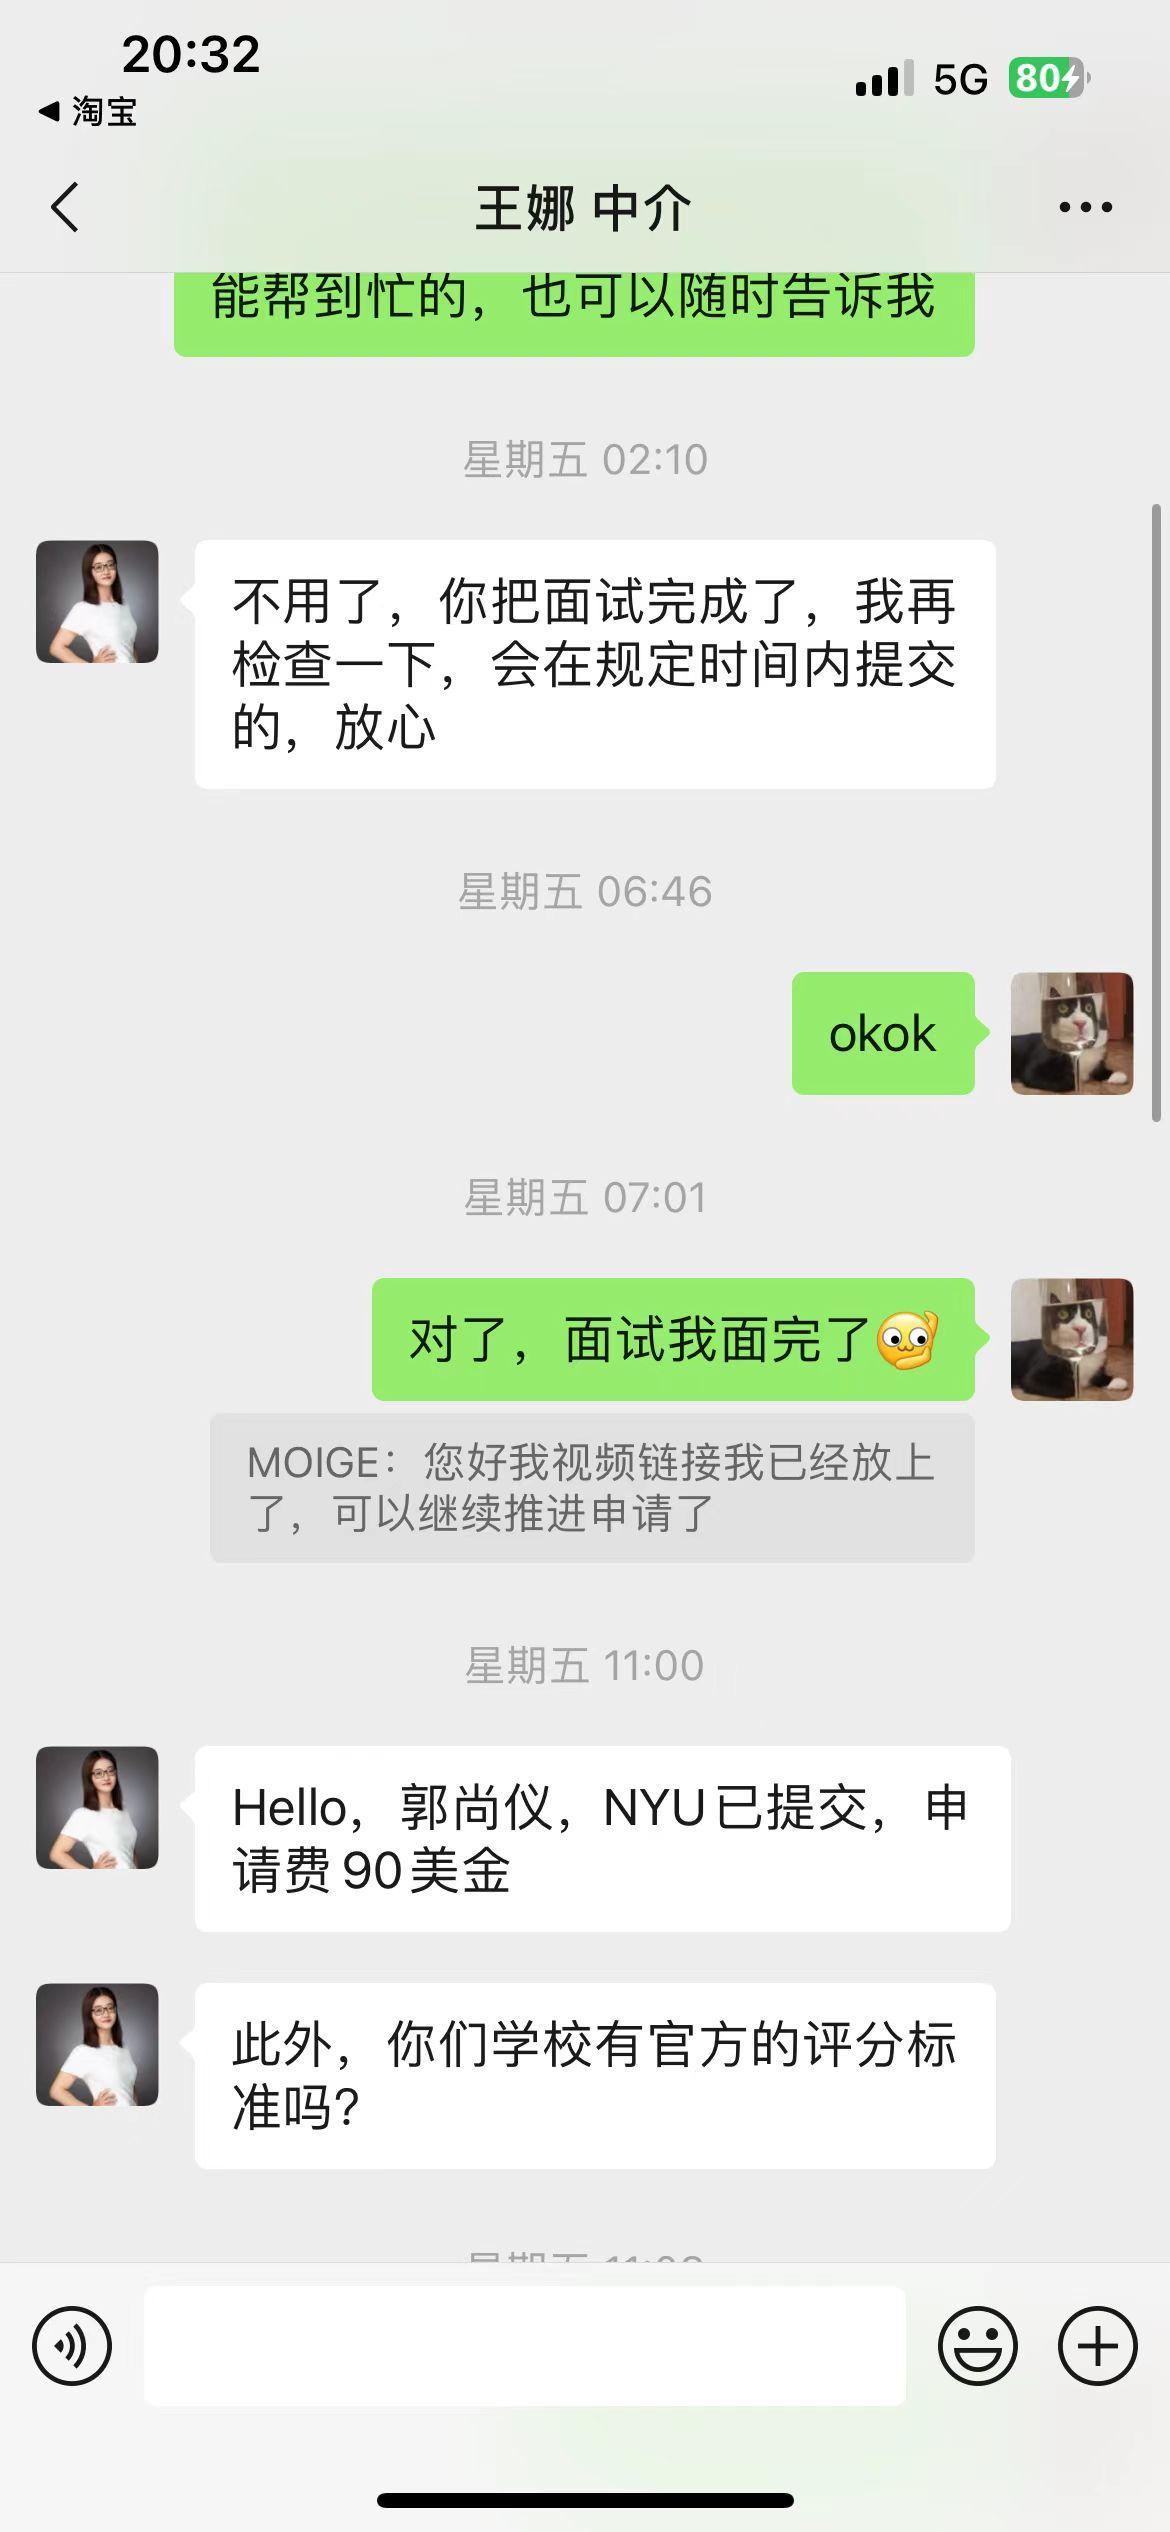 20:32
5G
80
淘宝
王娜 中介
能帮到忙的，也可以随时告诉我
星期五 02:10
不用了，你把面试完成了，我再
检查一下，会在规定时间内提交
的，放心
星期五 06:46
okok
星期五 07:01
对了，面试我面完了
MOIGE：您好我视频链接我已经放上
了，可以继续推进申请了
星期五 11:00
Hello，郭尚仪，NYU已提交，申
请费90美金
此外，你们学校有官方的评分标
准吗?